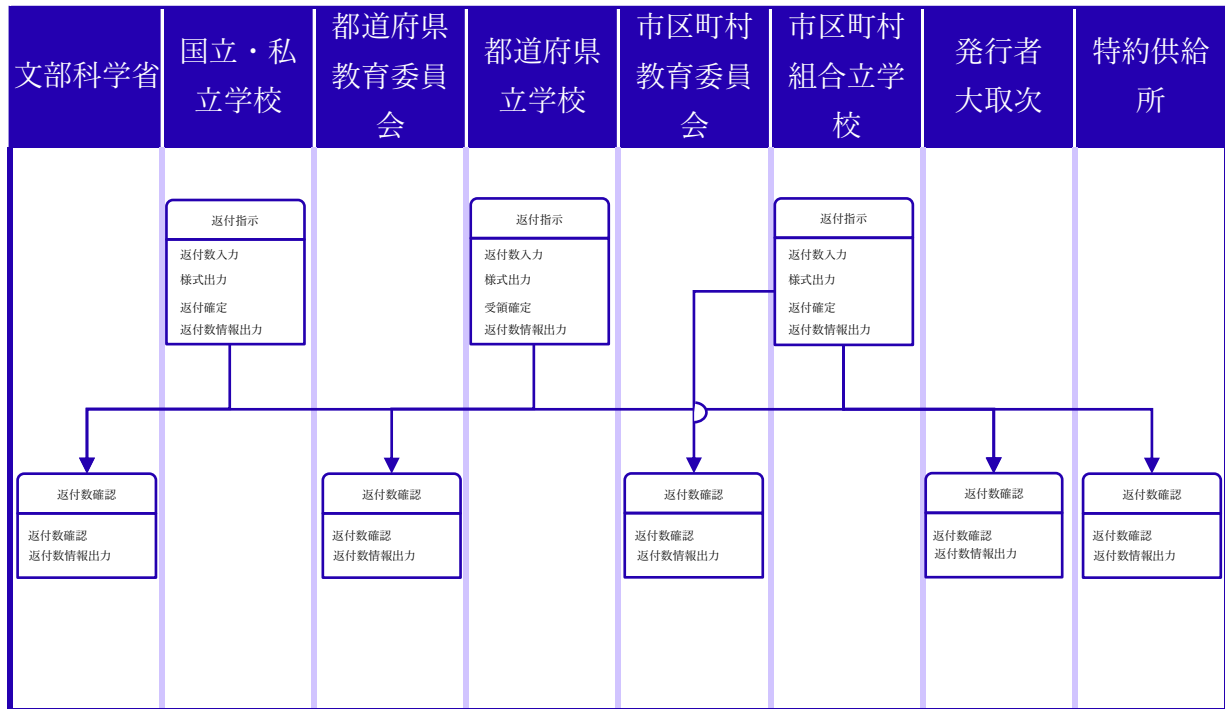 文部科学省
国立・私
立学校
都道府県
教育委員
会
都道府県
立学校
市区町村
教育委員
会
市区町村
組合立学
校
発行者
大取次
特約供給
所
返付指示
返付数入力
様式出力
返付確定
返付数情報出力
返付指示
返付数入力
様式出力
受領確定
返付数情報出力
返付指示
返付数入力
様式出力
返付確定
返付数情報出力
返付数確認
返付数確認
返付数情報出力
返付数確認
返付数確認
返付数情報出力
返付数確認
返付数確認
返付数情報出力
返付数確認
返付数確認
返付数情報出力
返付数確認
返付数確認
返付数情報出力